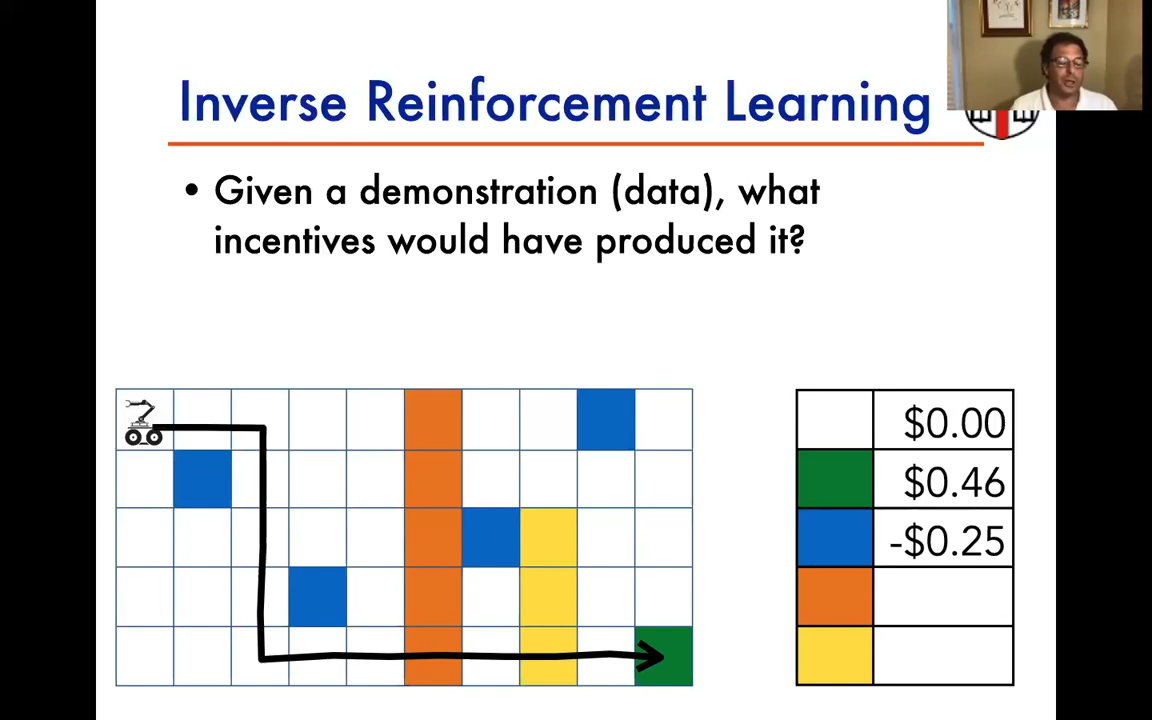 Inverse Reinforcement Learning
• Given a demonstration (data), what
incentives would have produced it?
$0.00
$0.46
-$0.25